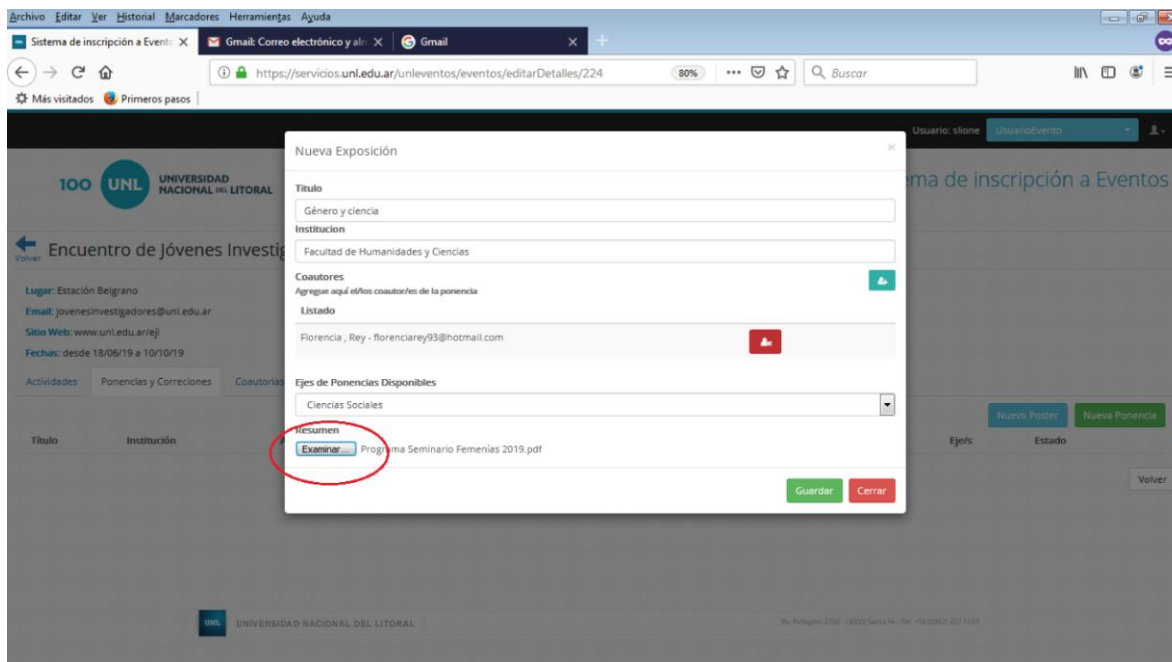 Archivo Editar Ver Historial Marcadores Herramientas Ayuda
Sistema de inscripción a Evento X Gmail: Correo electrónico y alm X Gmail X +
https://servicios.unl.edu.ar/unleventos/eventos/editarDetalles/224 80% Buscar
Más visitados Primeros pasos
Usuario: slione UsuarioEvento
Nueva Exposición ×
100 UNL UNIVERSIDAD NACIONAL DEL LITORAL
ema de inscripción a Eventos
Titulo
Género y ciencia
Institucion
Volver Encuentro de Jóvenes Investig
Facultad de Humanidades y Ciencias
Coautores
Agregue aquí el/los coautor/es de la ponencia
Lugar: Estación Belgrano
Email: jovenesinvestigadores@unl.edu.ar
Listado
Sitio Web: www.unl.edu.ar/eji
Florencia , Rey - florenciarey93@hotmail.com
Fechas: desde 18/06/19 a 10/10/19
Actividades Ponencias y Correciones Coautorias
Ejes de Ponencias Disponibles
Ciencias Sociales
Nuevo Poster Nueva Ponencia
Resumen
Título Institución Eje/s Estado
Examinar... Programa Seminario Femenías 2019.pdf
Volver
Guardar Cerrar
UNL UNIVERSIDAD NACIONAL DEL LITORAL